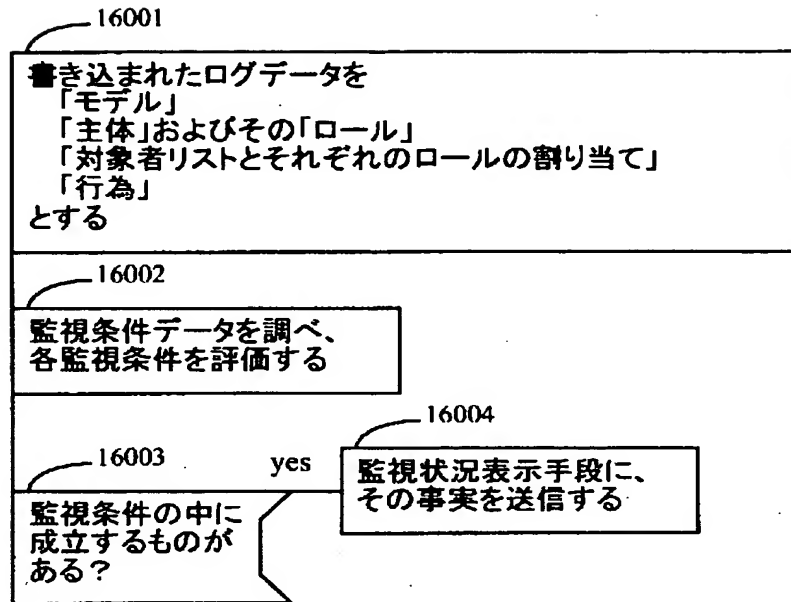 16001
書き込まれたログデータを
「モデル」
「主体」およびその「ロール」
「対象者リストとそれぞれのロールの割り当て」
「行為」
とする
16002
監視条件データを調べ、
各監視条件を評価する
16003
yes
16004
監視状況表示手段に、
その事実を送信する
監視条件の中に
成立するものが
ある？